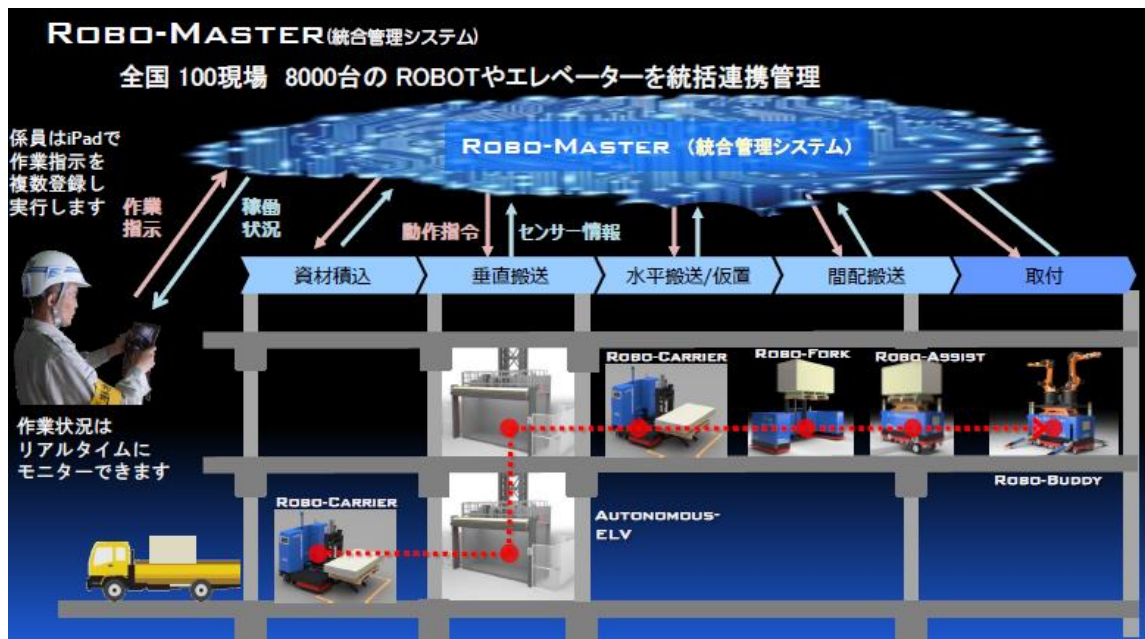 ROBO-MASTER(統合管理システム)
全国 100現場 8000台の ROBOTやエレベーターを統括連携管理
ROBO-MASTER (統合管理システム)
係員はiPadで
作業指示を
複数登録し
実行します
作業
指示
稼働
状況
動作指令
センサー情報
資材積込
垂直搬送
水平搬送/仮置
間配搬送
取付
ROBO-CARRIER
ROBO-FORK
ROBO-ASSIST
ROBO-BUDDY
作業状況は
リアルタイムに
モニターできます
ROBO-CARRIER
AUTONOMOUS-
ELV